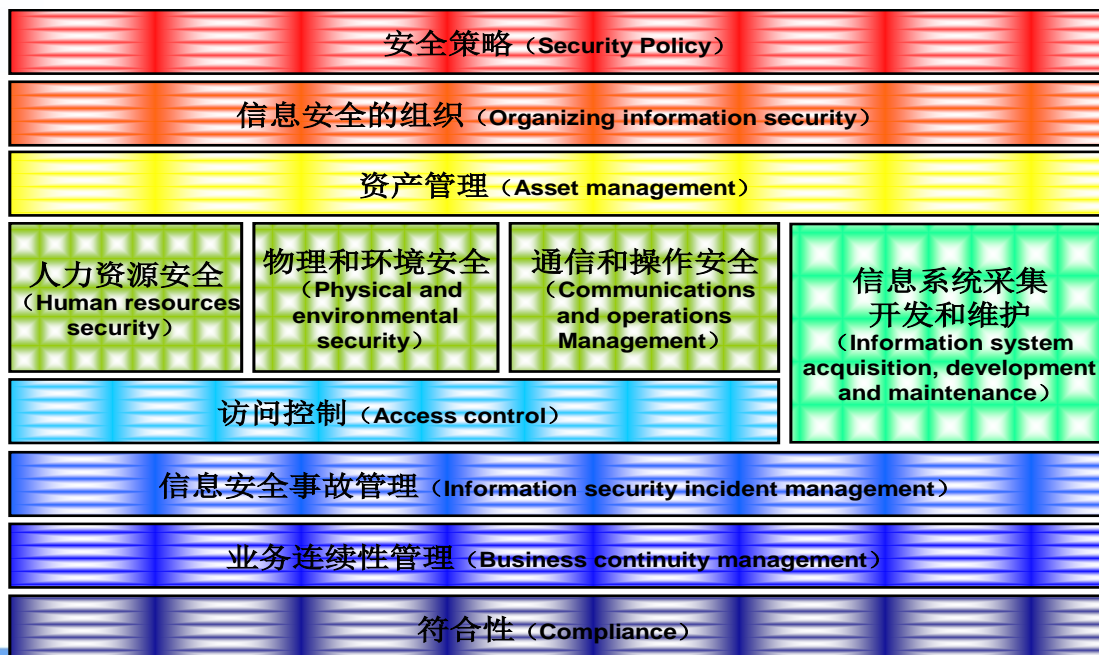 安全策略（Security Policy）
信息安全的组织（Organizing information security）
资产管理（Asset management）
人力资源安全
（Human resources
security）
物理和环境安全
（Physical and
environmental
security）
通信和操作安全
（Communications
and operations
Management）
信息系统采集
开发和维护
（Information system
acquisition, development
and maintenance）
访问控制（Access control）
信息安全事故管理（Information security incident management）
业务连续性管理（Business continuity management）
符合性（Compliance）